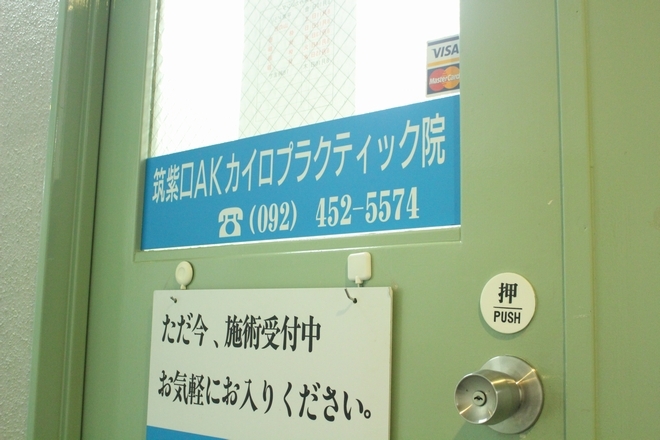 VISA
MasterCard
筑紫口AKカイロプラクティック院
☎(092) 452-5574
ただ今、施術受付中
お気軽にお入りください。
押
PUSH